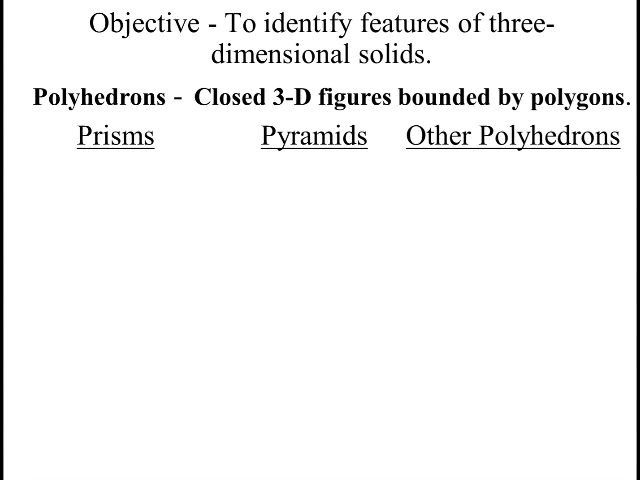 Objective - To identify features of three-
dimensional solids.
Polyhedrons - Closed 3-D figures bounded by polygons.
Prisms Pyramids Other Polyhedrons